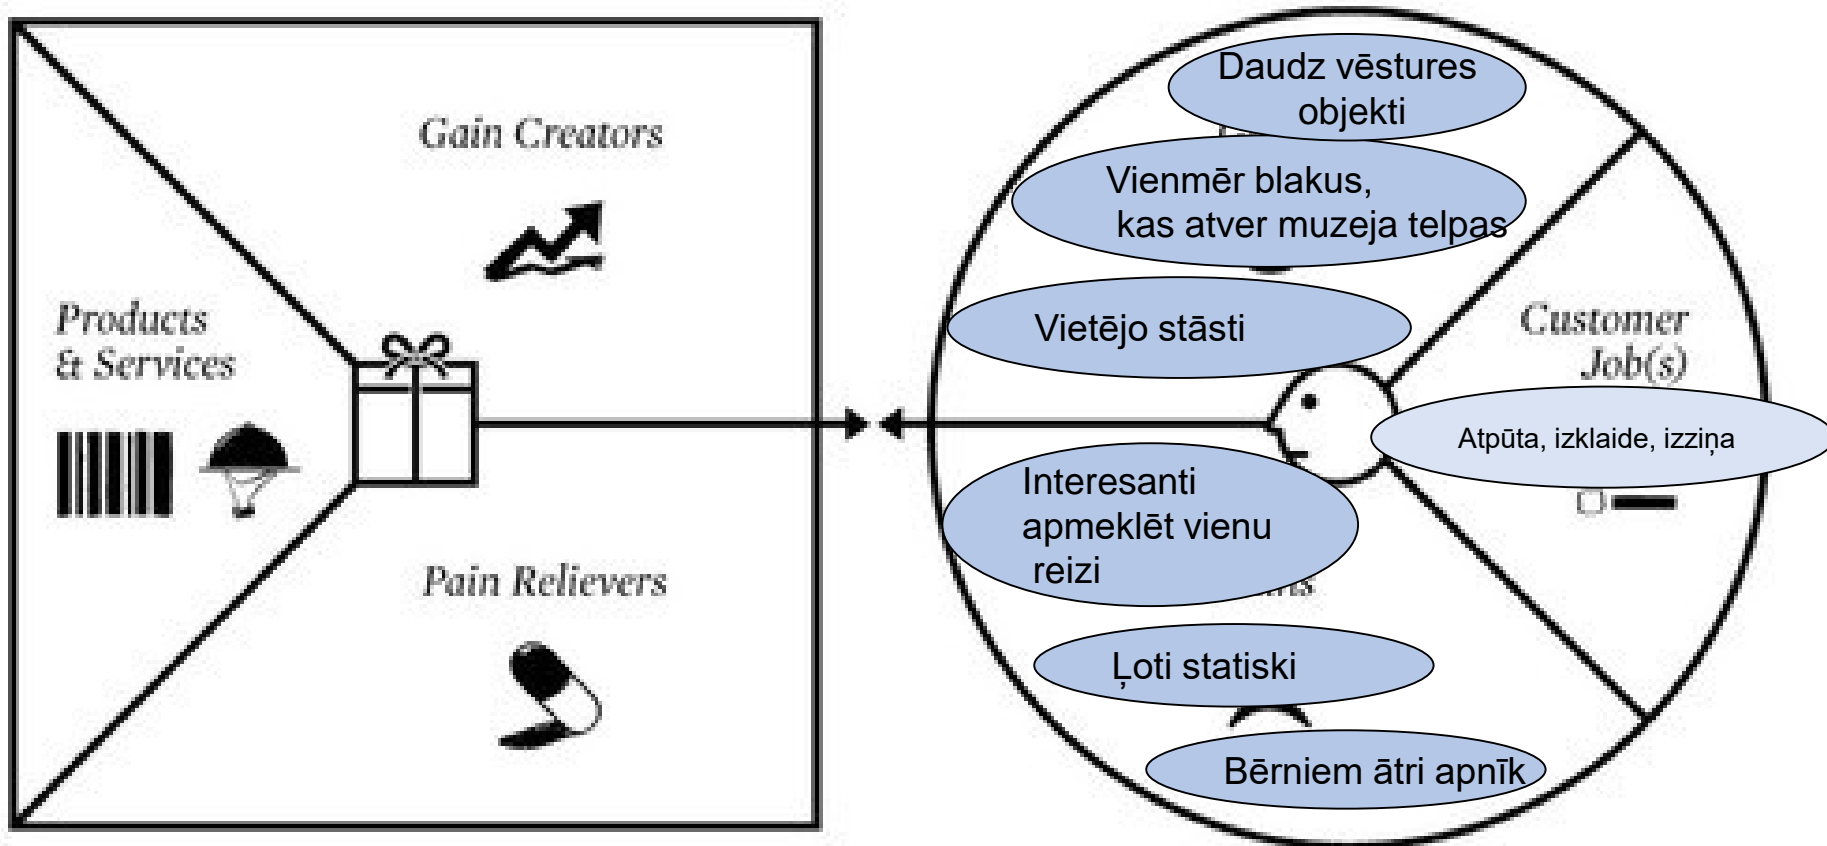 Gain Creators
Products
& Services
Pain Relievers
Daudz vēstures
objekti
Vienmēr blakus,
kas atver muzeja telpas
Vietējo stāsti
Customer
Job(s)
Atpūta, izklaide, izziņa
Interesanti
apmeklēt vienu
reizi
Ļoti statiski
Bērniem ātri apnīk